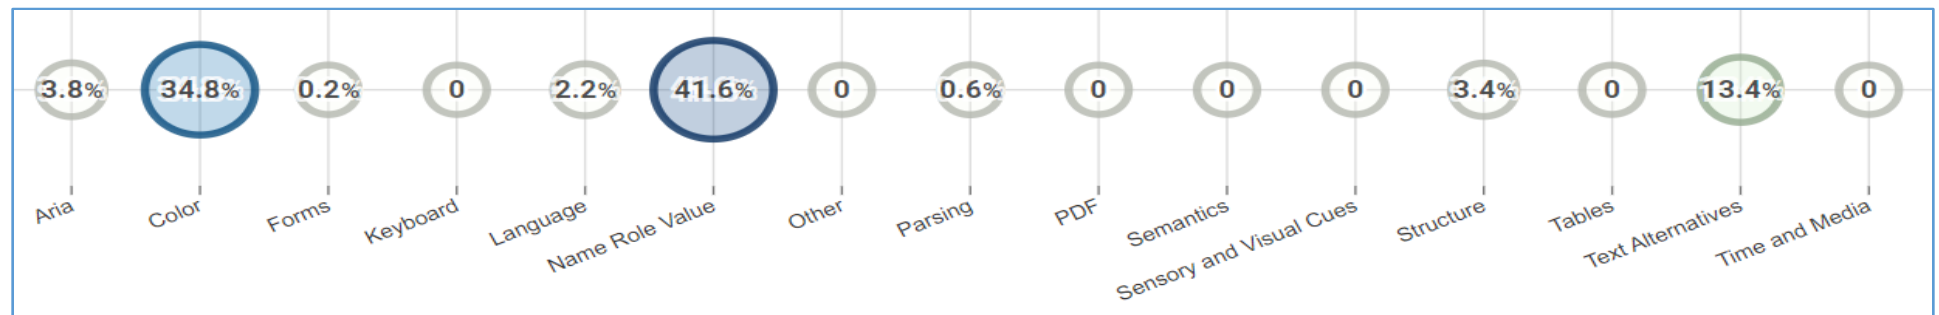 3.8% 34.8% 0.2% 0 2.2% 41.6% 0 0.6% 0 0 0 3.4% 0 13.4% 0
Aria
Color
Forms
Keyboard
Language
Name Role Value
Other
Parsing
PDF
Semantics
Sensory and Visual Cues
Structure
Tables
Text Alternatives
Time and Media